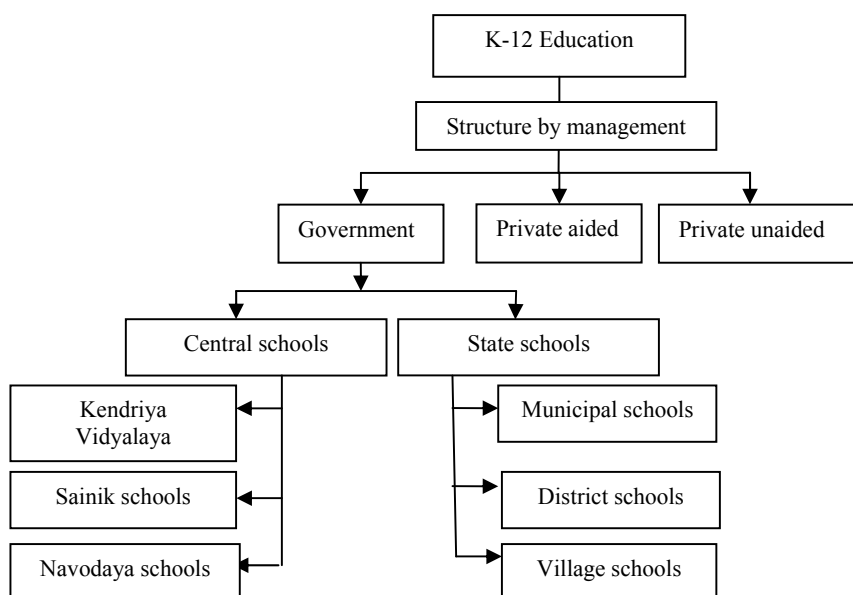 K-12 Education
Structure by management
Government
Private aided
Private unaided
Central schools
State schools
Kendriya
Vidyalaya
Municipal schools
Sainik schools
District schools
Navodaya schools
Village schools